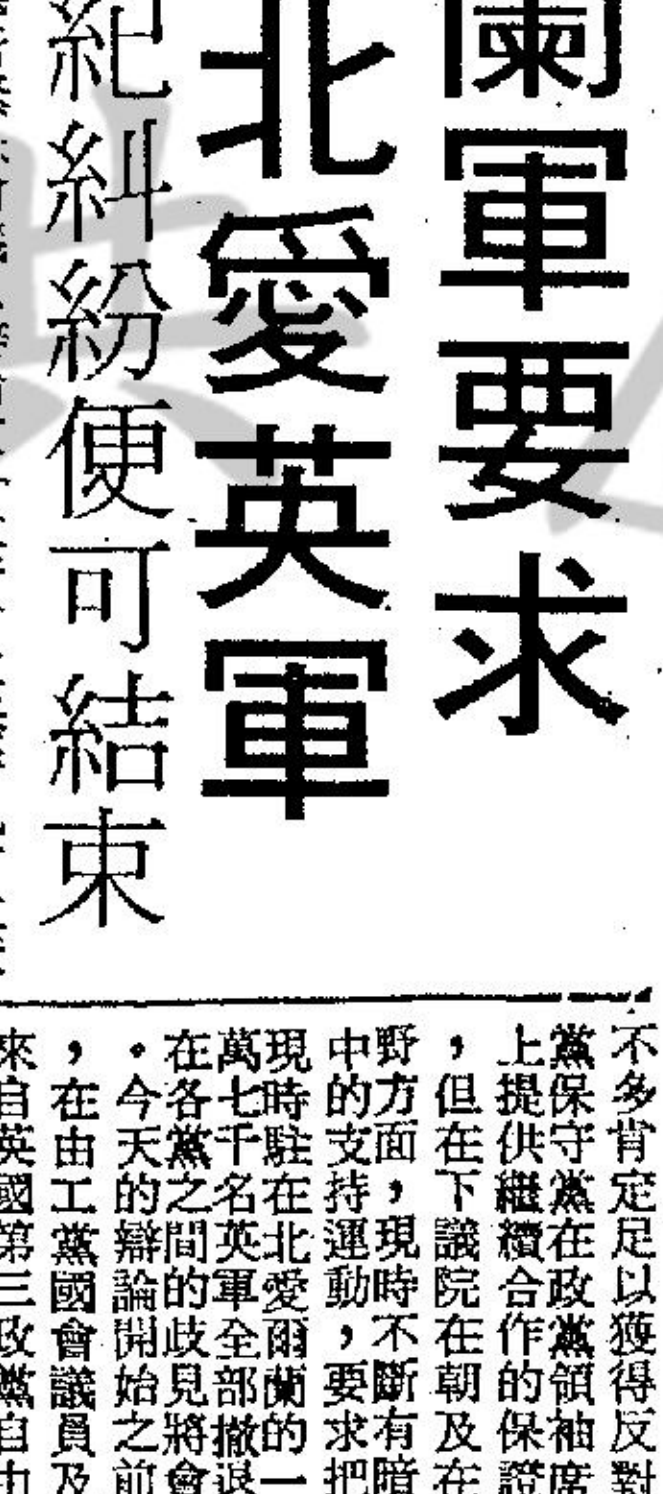 蘭軍要求
北愛英軍
紀糾紛便可結束
不多肯定足以獲得反對
黨保守黨在政黨領袖席
上提供繼續合作的保證
，但在下議院在朝及在
野方面，現時不斷有暗
中的支持運動，要求把
現時駐在北愛爾蘭的一
萬七千名英軍全部撤退
在各黨之間的歧見將會
。今天的辯論開始之前
，在由工黨國會議員及
來自英國第三政黨自由